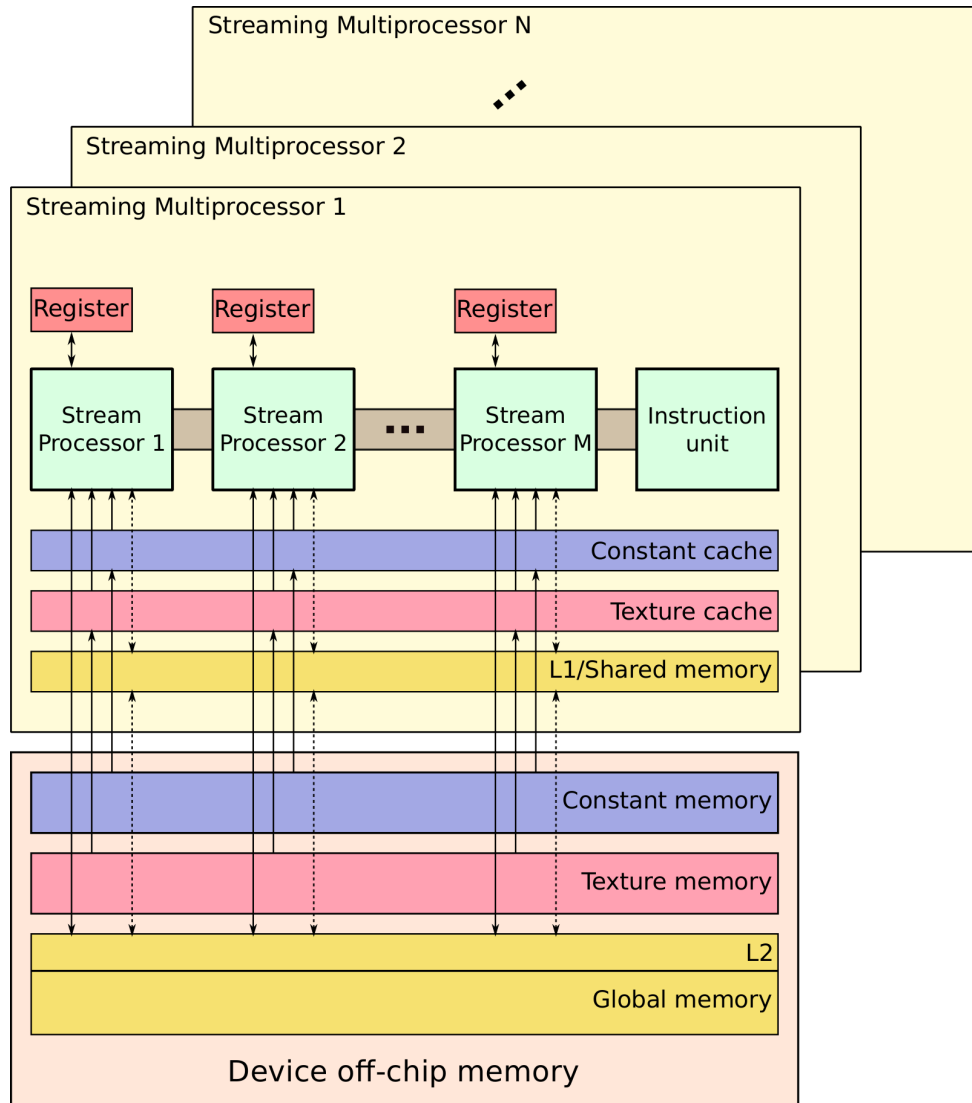 Streaming Multiprocessor N
Streaming Multiprocessor 2
Streaming Multiprocessor 1
Register
Register
Register
Stream
Processor 1
Stream
Processor 2
Stream
Processor M
Instruction
unit
Constant cache
Texture cache
L1/Shared memory
Constant memory
Texture memory
L2
Global memory
Device off-chip memory